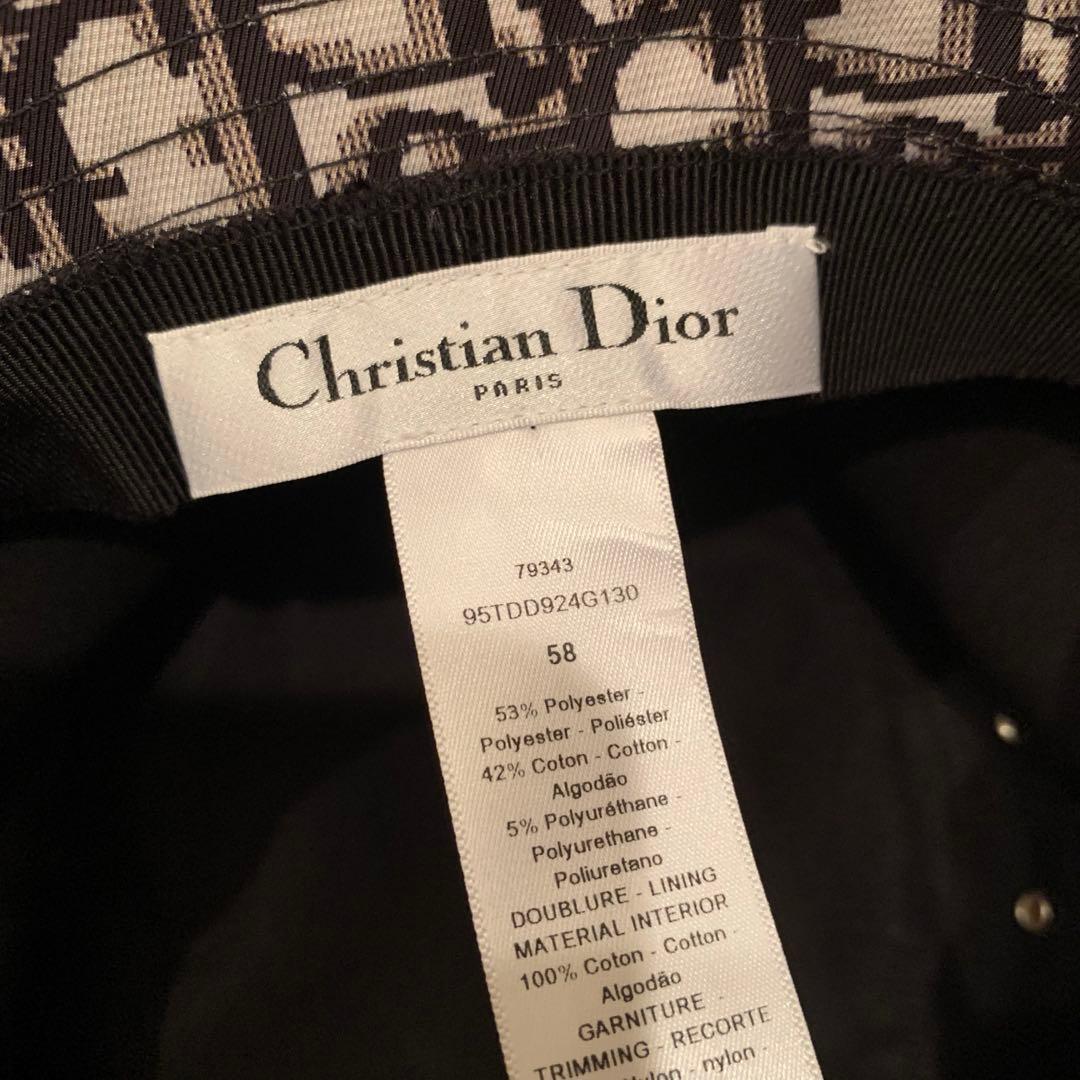 Christian Dior
PARIS
79343
95TDD924G130
58
53% Polyester -
Polyester - Poliéster
42% Coton - Cotton -
Algodão
5% Polyuréthane -
Polyurethane -
Poliuretano
DOUBLURE - LINING
MATERIAL INTERIOR
100% Coton - Cotton -
Algodão
GARNITURE -
TRIMMING - RECORTE
- nylon -